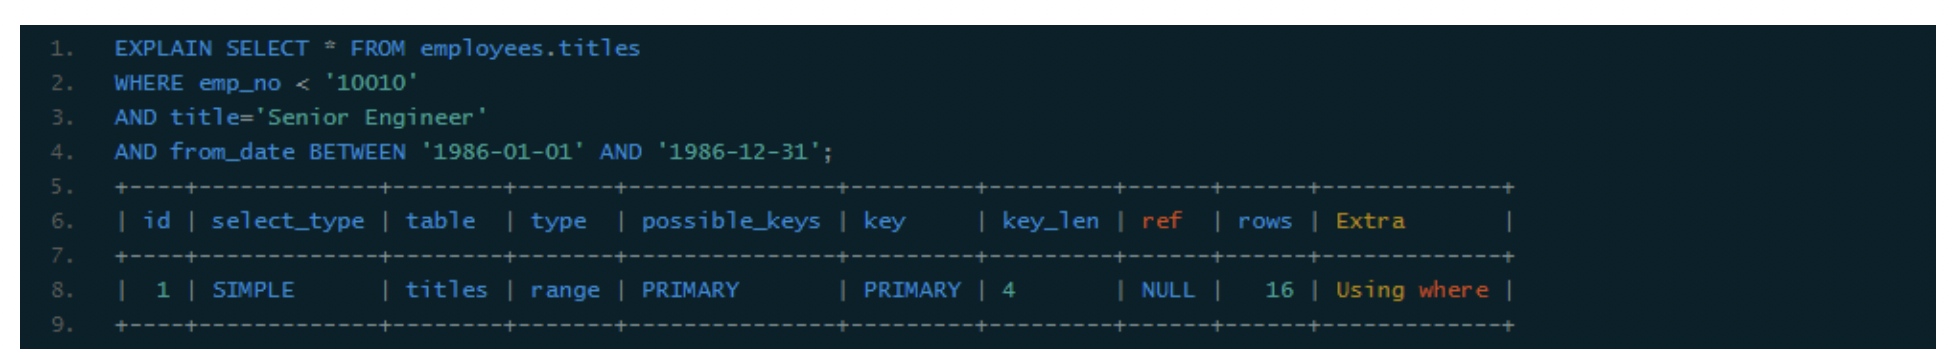 1. EXPLAIN SELECT * FROM employees.titles
2. WHERE emp_no < '10010'
3. AND title='Senior Engineer'
4. AND from_date BETWEEN '1986-01-01' AND '1986-12-31';
5. +----+-------------+--------+-------+---------------+---------+---------+------+------+-------------+
6. | id | select_type | table  | type  | possible_keys | key     | key_len | ref  | rows | Extra       |
7. +----+-------------+--------+-------+---------------+---------+---------+------+------+-------------+
8. |  1 | SIMPLE      | titles | range | PRIMARY       | PRIMARY | 4       | NULL |   16 | Using where |
9. +----+-------------+--------+-------+---------------+---------+---------+------+------+-------------+